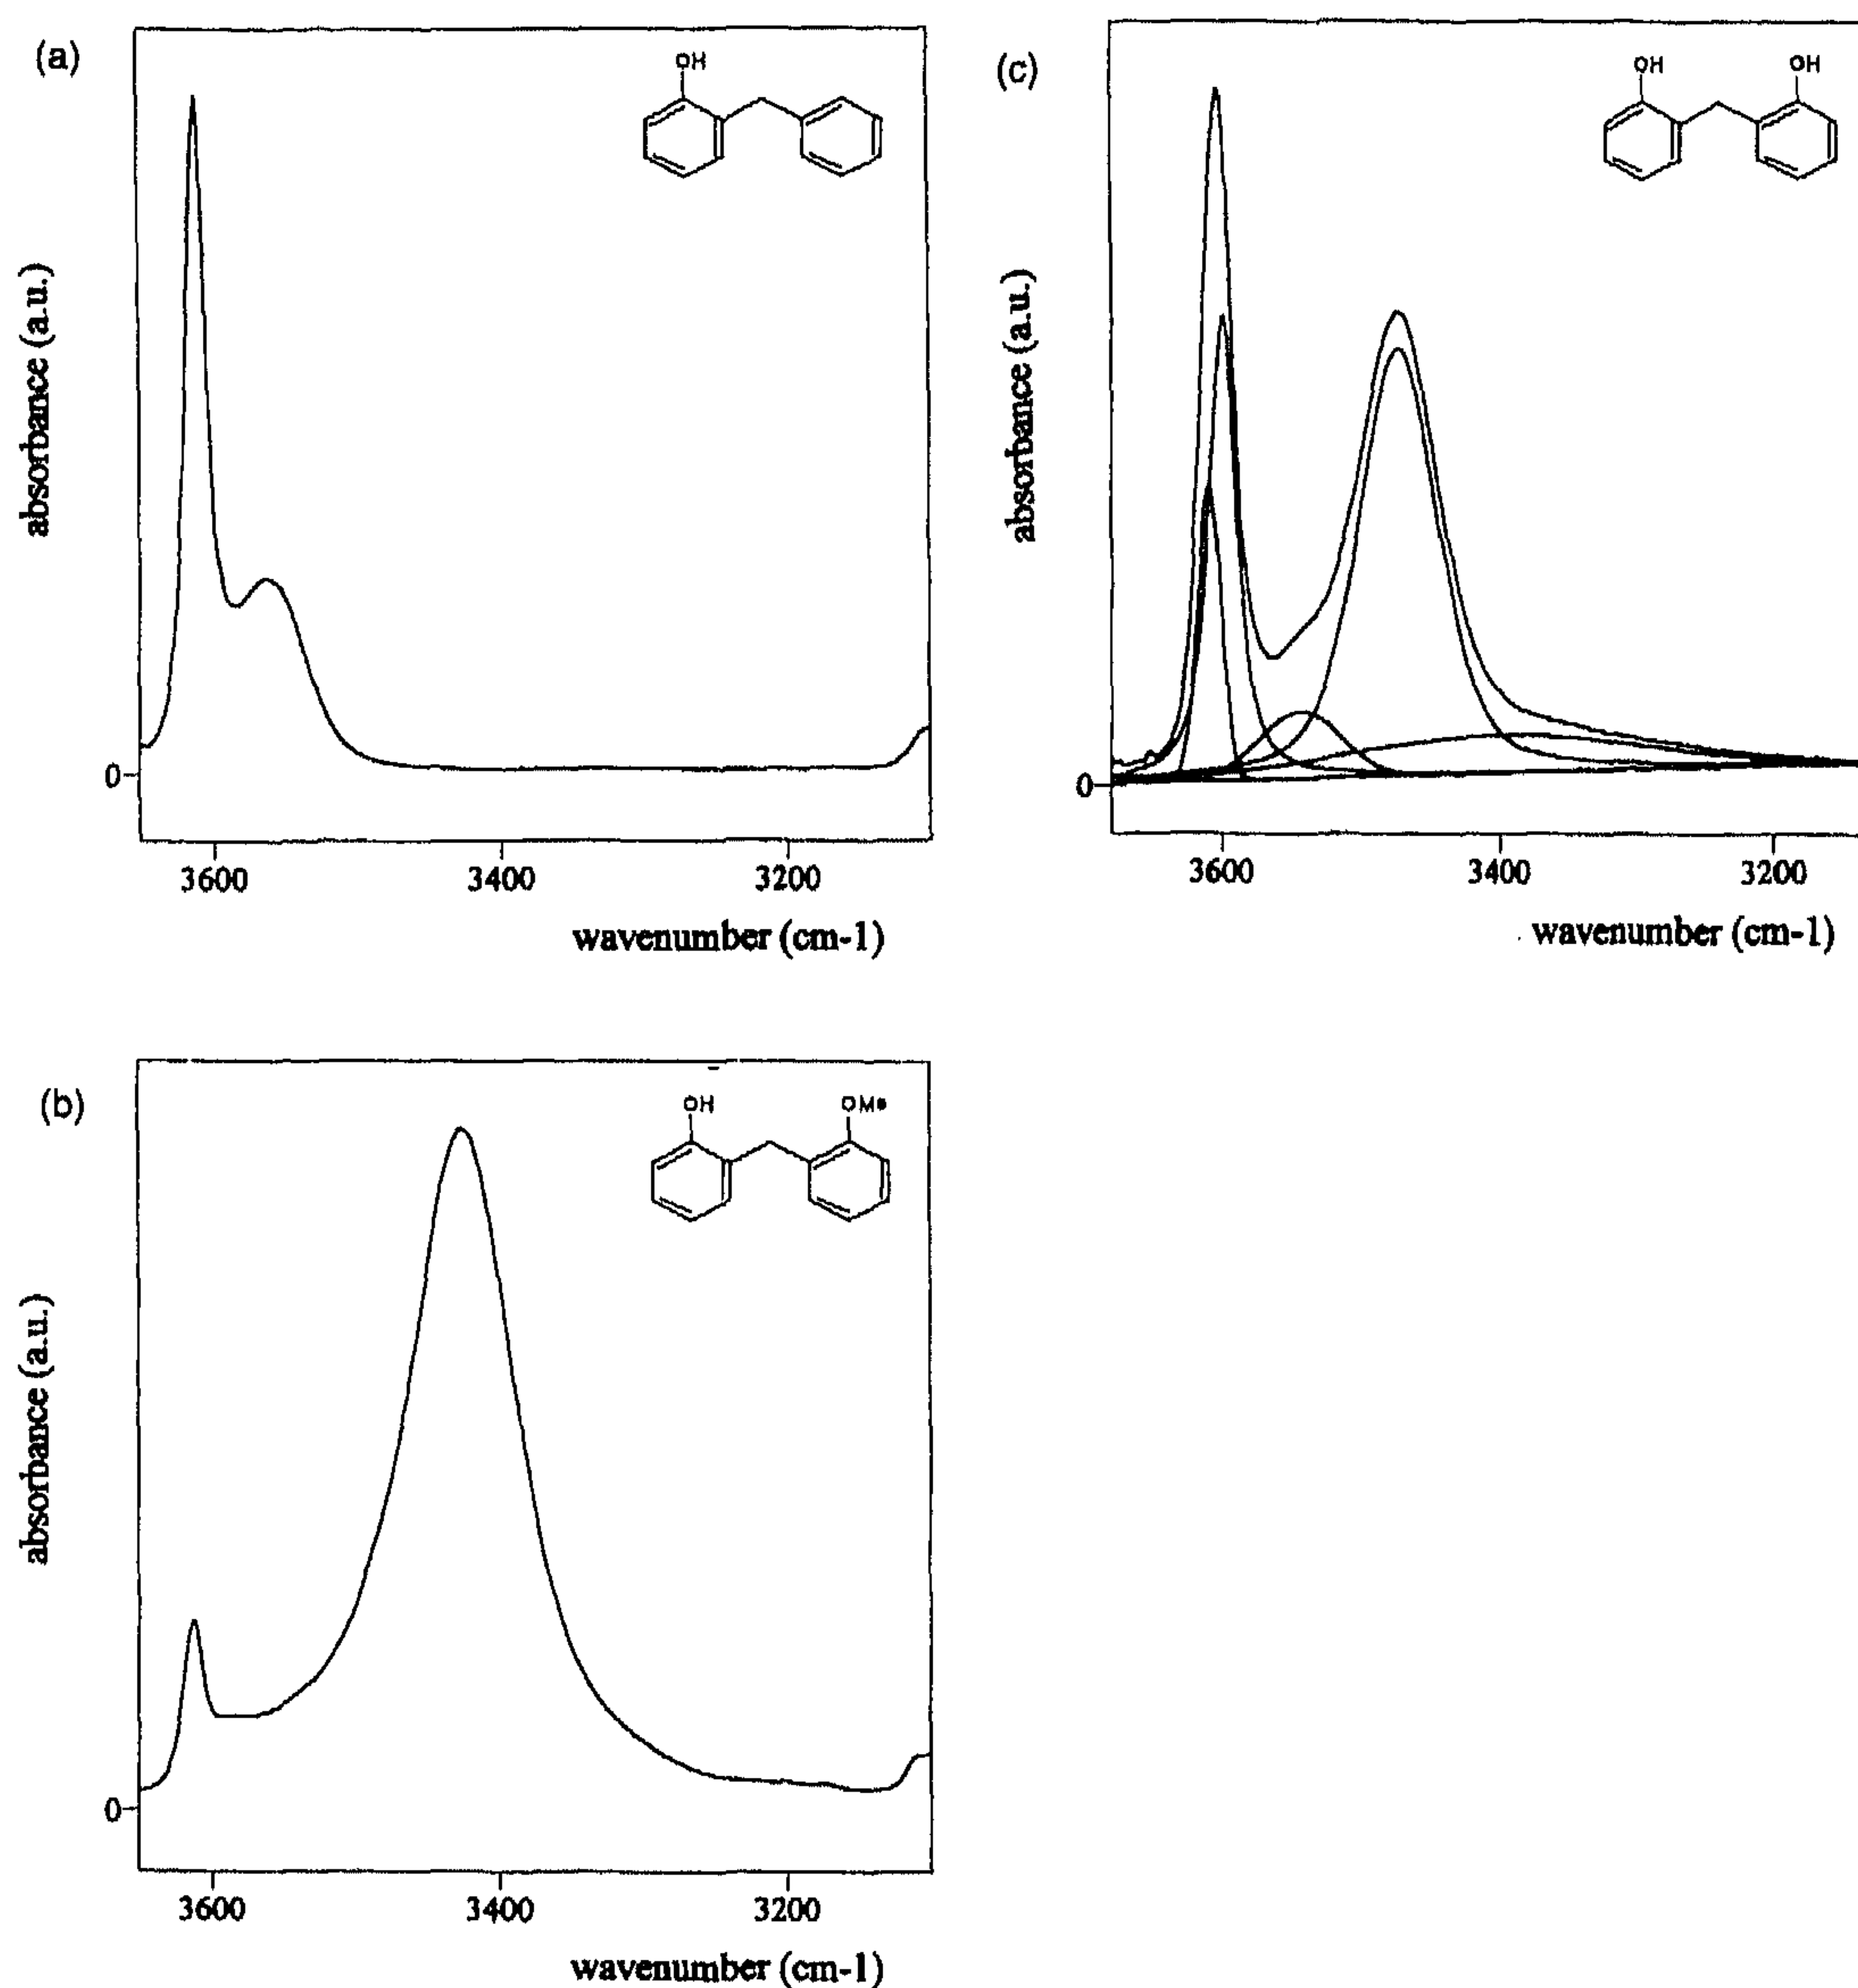 (a)
OH
absorbance (a.u.)
0
3600 3400 3200
wavenumber (cm-1)
(c)
OH OH
absorbance (a.u.)
0
3600 3400 3200
wavenumber (cm-1)
(b)
OH OMe
absorbance (a.u.)
0
3600 3400 3200
wavenumber (cm-1)